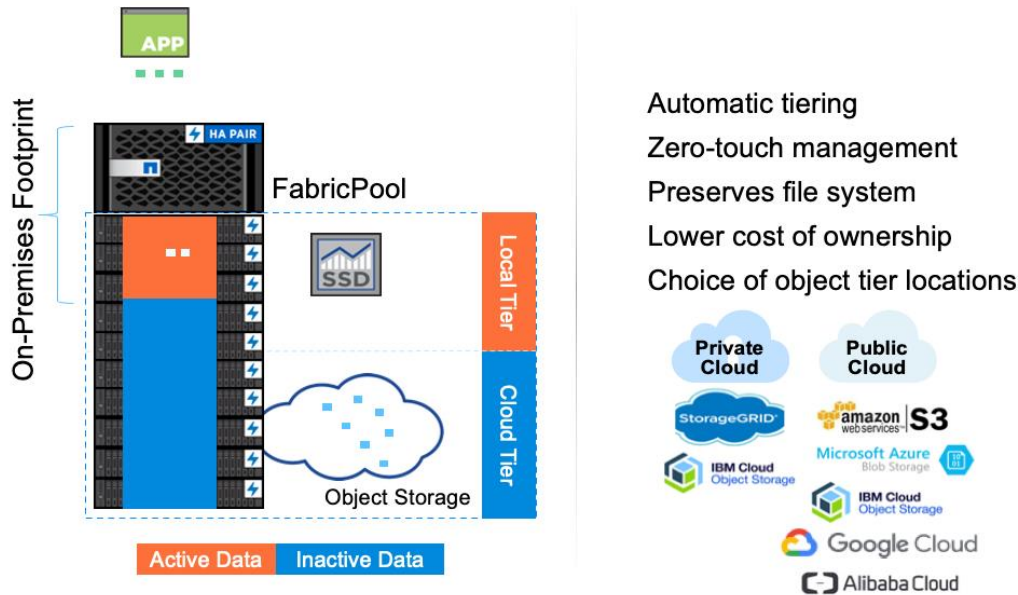 APP
On-Premises Footprint
HA PAIR
FabricPool
SSD
Local Tier
Cloud Tier
Object Storage
Active Data
Inactive Data
Automatic tiering
Zero-touch management
Preserves file system
Lower cost of ownership
Choice of object tier locations
Private
Cloud
Public
Cloud
StorageGRID
amazon
webservices™
S3
Microsoft Azure
Blob Storage
10
01
IBM Cloud
Object Storage
IBM Cloud
Object Storage
Google Cloud
Alibaba Cloud